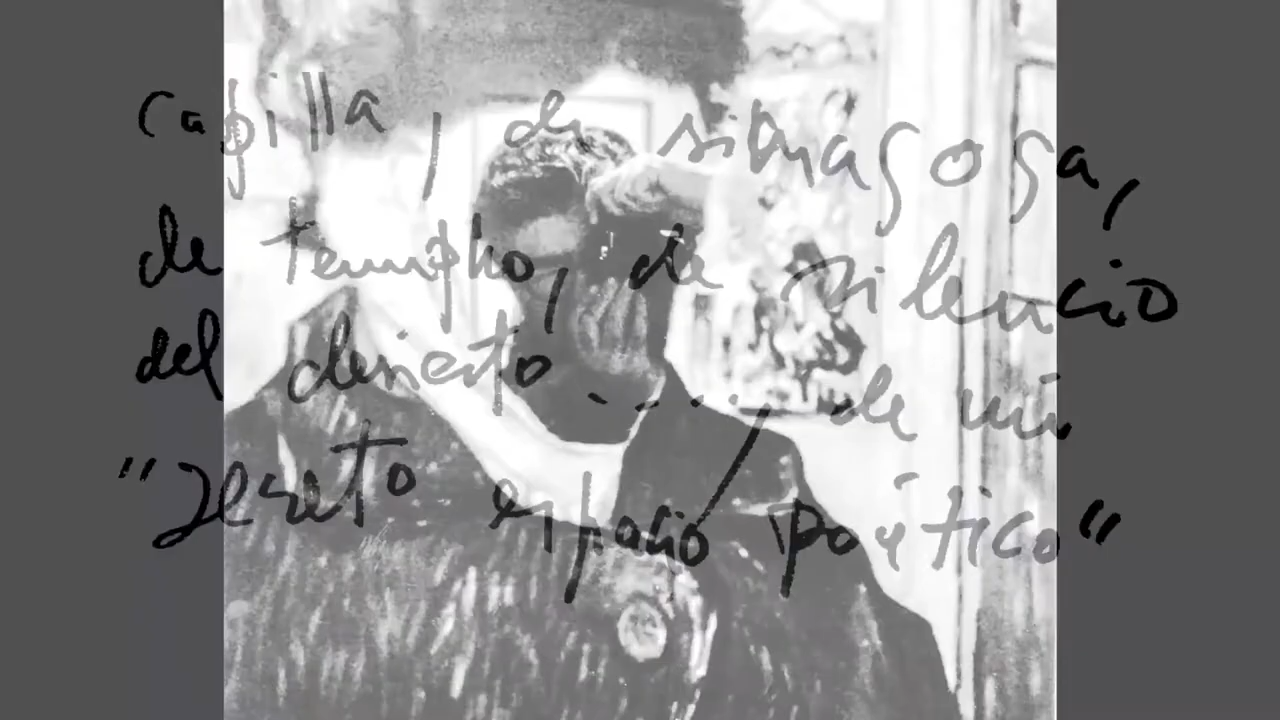 capilla, de sinagoga,
de templo, de silencio
del desierto ..... de mi
"secreto espacio poético"